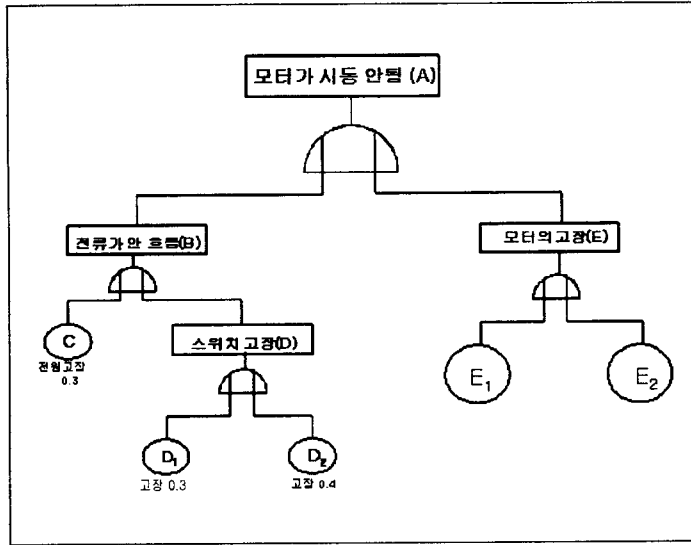 모터가 시동 안됨 (A)
전류가 안 흐름(B)
모터의 고장(E)
C
전원고장
0.3
스위치 고장(D)
E1
E2
D1
고장 0.3
D2
고장 0.4